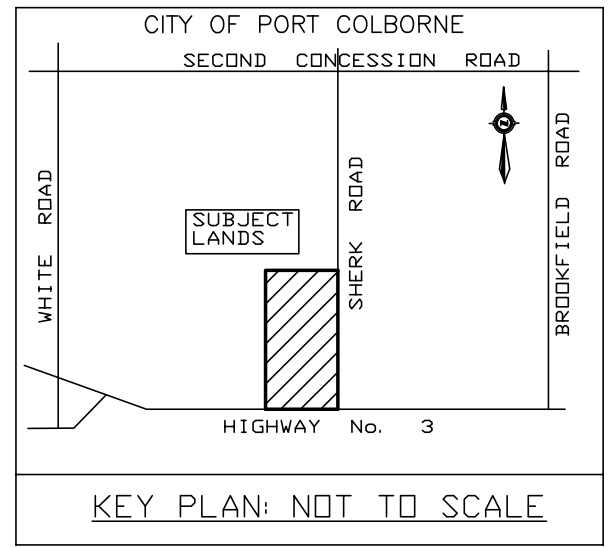 CITY OF PORT COLBORNE
SECOND CONCESSION ROAD
WHITE ROAD
SHERK ROAD
BROOKFIELD ROAD
N
SUBJECT
LANDS
HIGHWAY No. 3
KEY PLAN: NOT TO SCALE